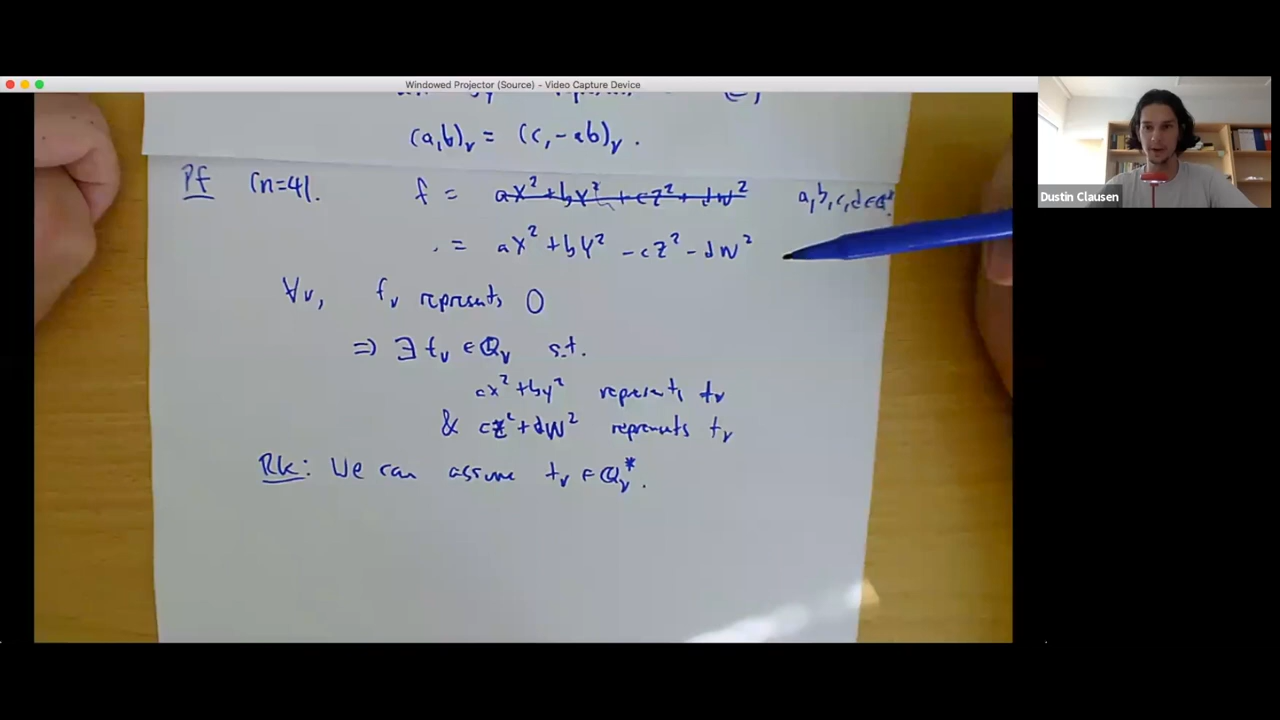 Windowed Projector (Source) - Video Capture Device
(a,b)ᵥ = (c,-ab)ᵥ.
Pf (n=4). f = aX²+bY²+cZ²+dW² a,b,c,d∈Q*.
= aX²+bY²-cZ²-dW²
∀v, fᵥ represents 0
⇒ ∃ tᵥ ∈ Qᵥ s.t.
aX²+bY² represents tᵥ
& cZ²+dW² represents tᵥ
Rk: We can assume tᵥ ∈ Qᵥ*.
Dustin Clausen